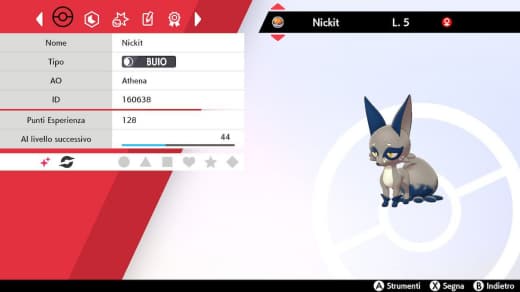 Nickit L. 5
Nome Nickit
Tipo BUIO
AO Athena
ID 160638
Punti Esperienza 128
Al livello successivo 44
A Strumenti X Segna B Indietro